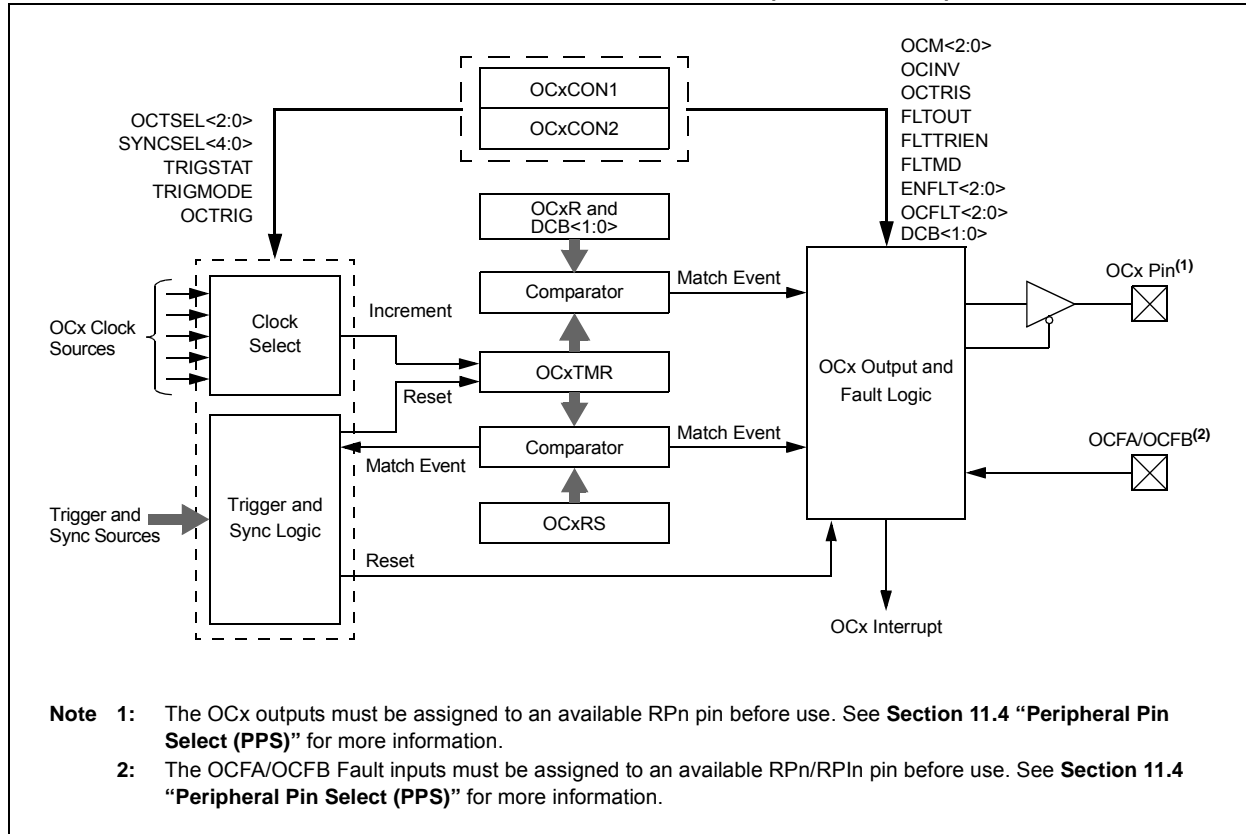 OCxCON1
OCxCON2
OCTSEL<2:0>
SYNCSEL<4:0>
TRIGSTAT
TRIGMODE
OCTRIG
OCM<2:0>
OCINV
OCTRIS
FLTOUT
FLTTRIEN
FLTMD
ENFLT<2:0>
OCFLT<2:0>
DCB<1:0>
OCxR and
DCB<1:0>
Comparator
Match Event
OCx Pin(1)
OCx Clock
Sources
Clock
Select
Increment
OCxTMR
Reset
OCx Output and
Fault Logic
Comparator
Match Event
Match Event
OCFA/OCFB(2)
Trigger and
Sync Sources
Trigger and
Sync Logic
OCxRS
Reset
OCx Interrupt
Note 1: The OCx outputs must be assigned to an available RPn pin before use. See Section 11.4 “Peripheral Pin
Select (PPS)” for more information.
2: The OCFA/OCFB Fault inputs must be assigned to an available RPn/RPIn pin before use. See Section 11.4
“Peripheral Pin Select (PPS)” for more information.